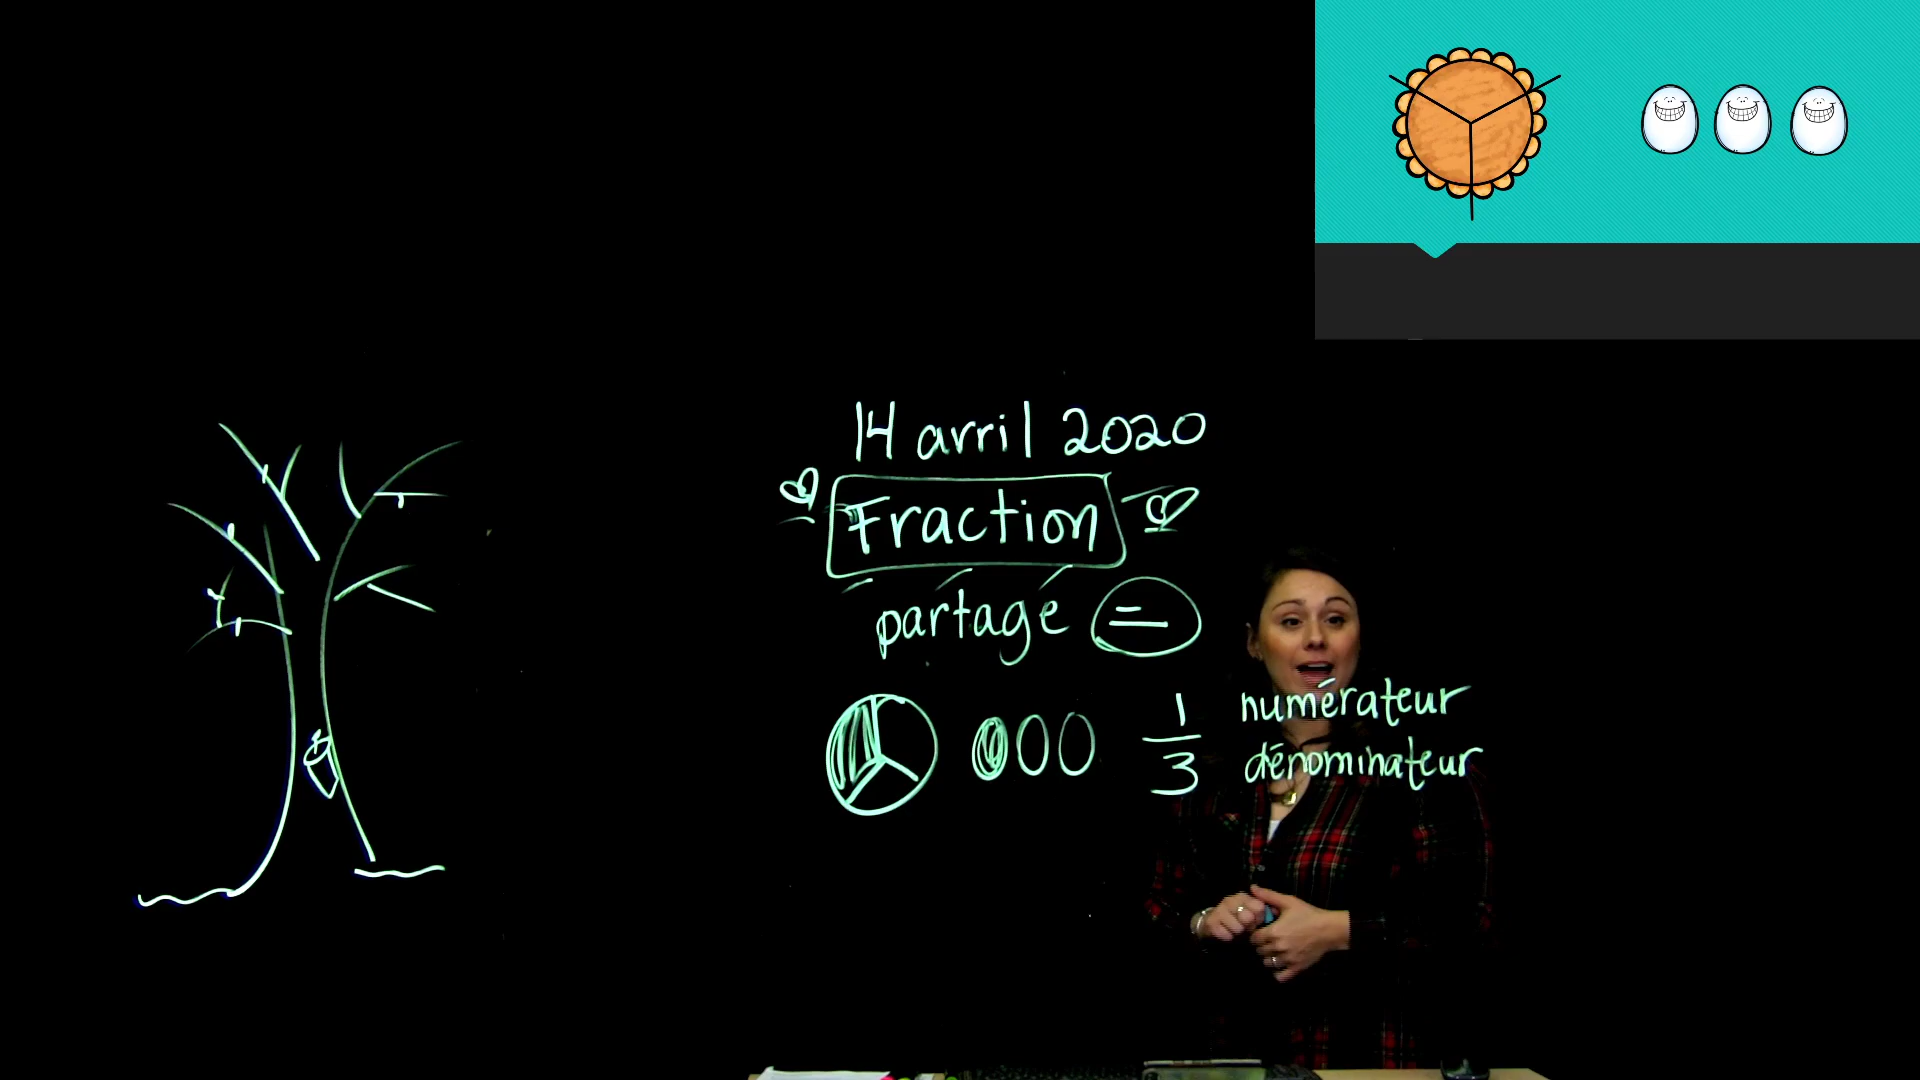 14 avril 2020
Fraction
partage =
1/3 numérateur
dénominateur